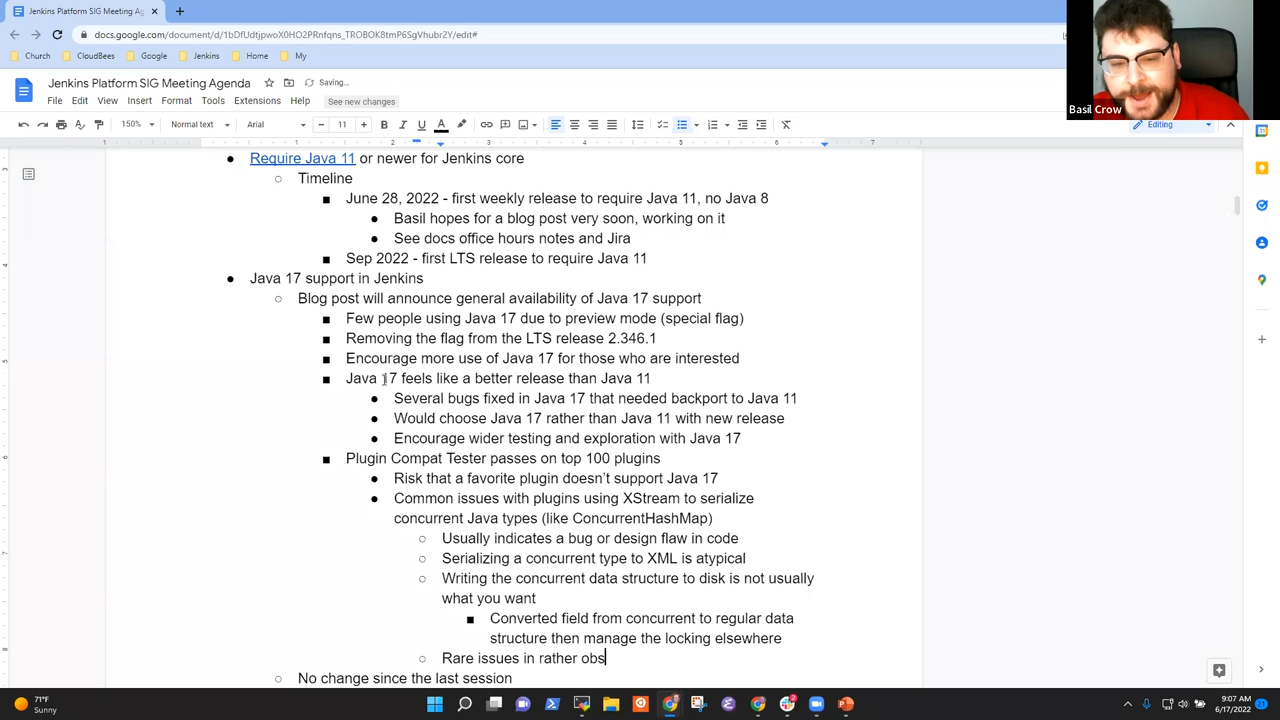 Jenkins Platform SIG Meeting Ag
docs.google.com/document/d/1bDfUdtjpwoX0HO2PRnfqns_TROBOK8tmP6SgVhubr2Y/edit#
Church CloudBees Google Jenkins Home My
Jenkins Platform SIG Meeting Agenda Saving...
File Edit View Insert Format Tools Extensions Help See new changes
150% Normal text Arial 11 Editing
Basil Crow
Require Java 11 or newer for Jenkins core
Timeline
June 28, 2022 - first weekly release to require Java 11, no Java 8
Basil hopes for a blog post very soon, working on it
See docs office hours notes and Jira
Sep 2022 - first LTS release to require Java 11
Java 17 support in Jenkins
Blog post will announce general availability of Java 17 support
Few people using Java 17 due to preview mode (special flag)
Removing the flag from the LTS release 2.346.1
Encourage more use of Java 17 for those who are interested
Java 17 feels like a better release than Java 11
Several bugs fixed in Java 17 that needed backport to Java 11
Would choose Java 17 rather than Java 11 with new release
Encourage wider testing and exploration with Java 17
Plugin Compat Tester passes on top 100 plugins
Risk that a favorite plugin doesn't support Java 17
Common issues with plugins using XStream to serialize
concurrent Java types (like ConcurrentHashMap)
Usually indicates a bug or design flaw in code
Serializing a concurrent type to XML is atypical
Writing the concurrent data structure to disk is not usually
what you want
Converted field from concurrent to regular data
structure then manage the locking elsewhere
Rare issues in rather obs
No change since the last session
71°F
Sunny
9:07 AM
6/17/2022